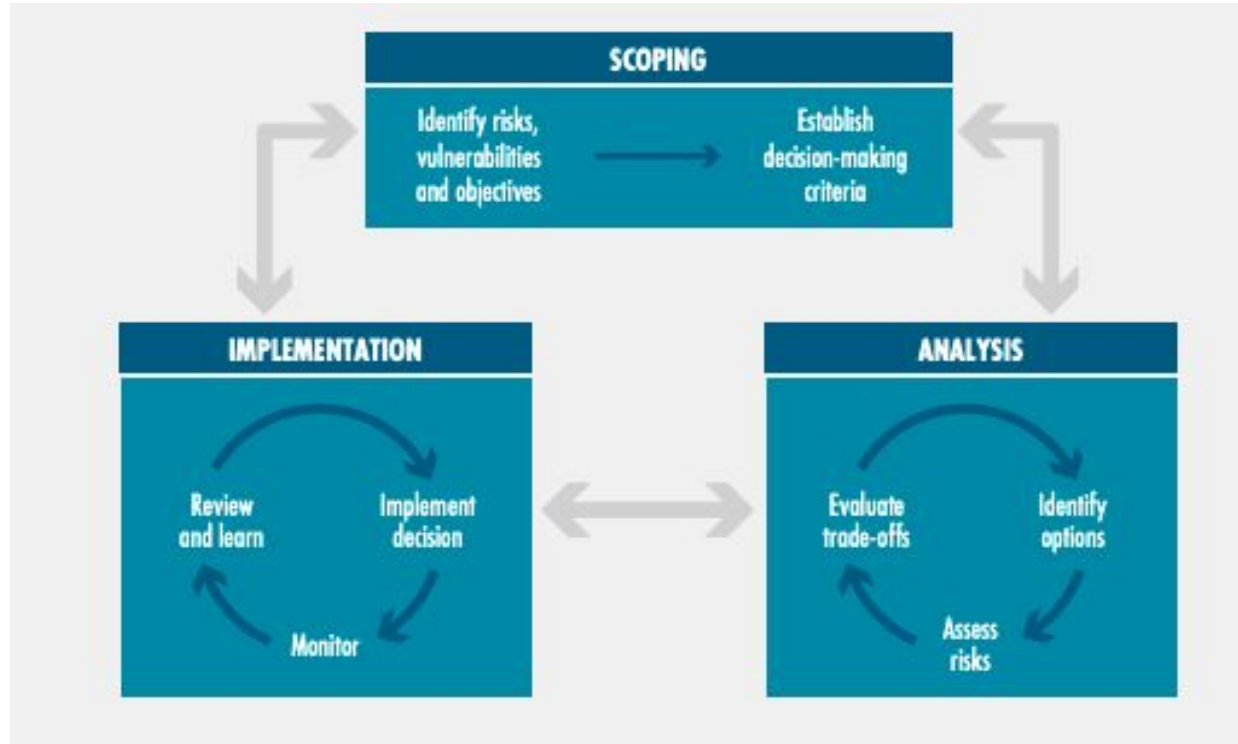 SCOPING
Identify risks,
vulnerabilities
and objectives
Establish
decision-making
criteria
IMPLEMENTATION
Review
and learn
Implement
decision
Monitor
ANALYSIS
Evaluate
trade-offs
Identify
options
Assess
risks